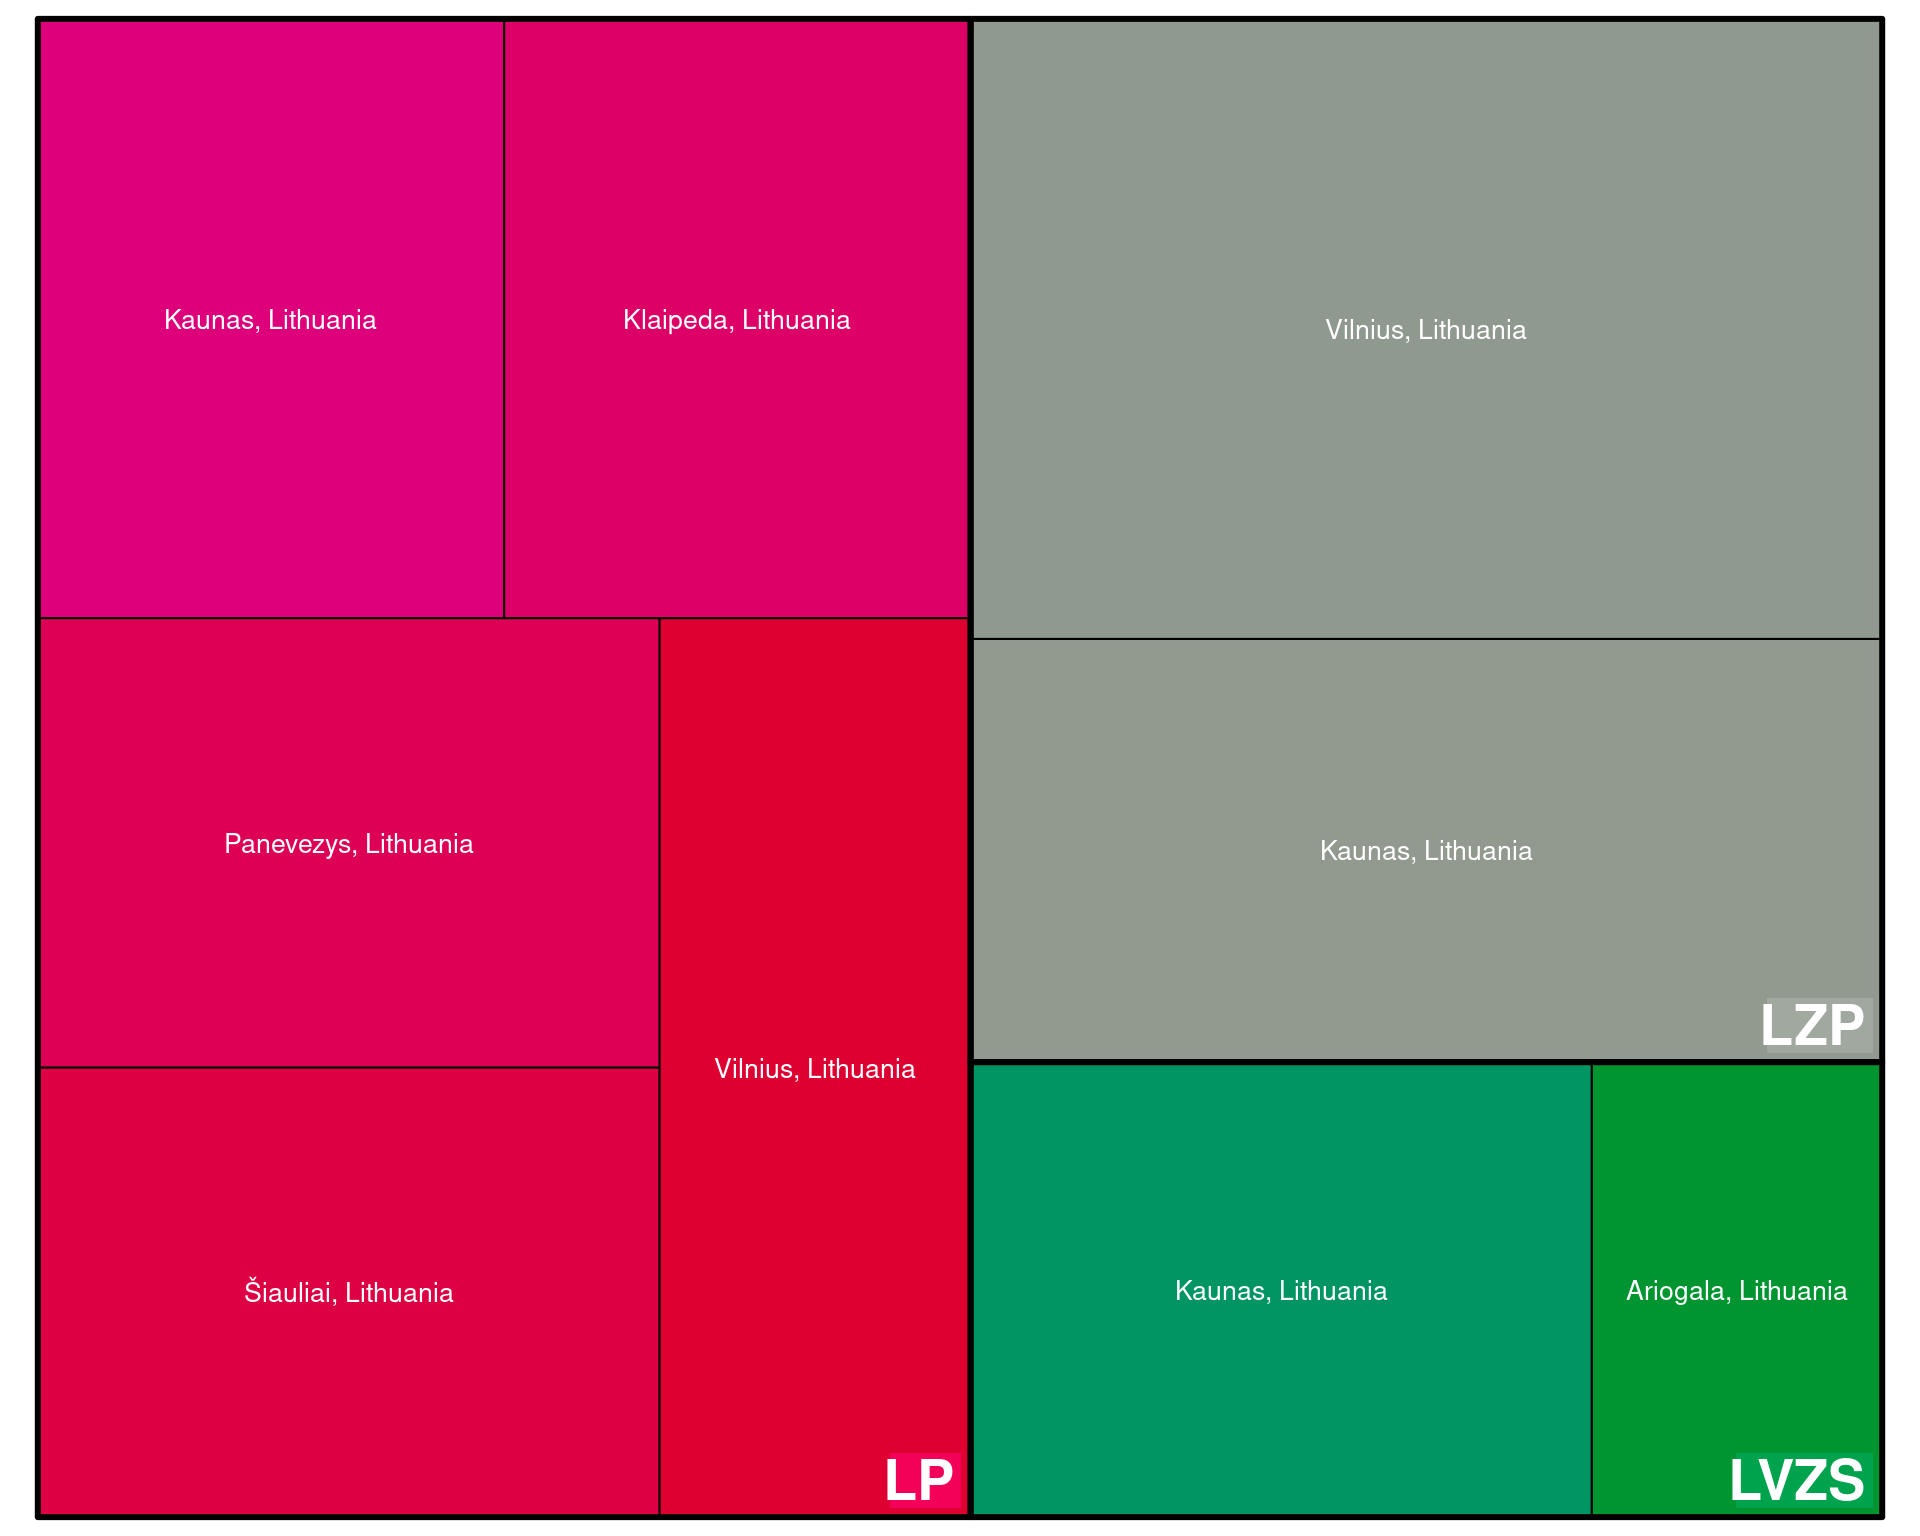 Kaunas, Lithuania
Klaipeda, Lithuania
Panevezys, Lithuania
Šiauliai, Lithuania
Vilnius, Lithuania
LP
Vilnius, Lithuania
Kaunas, Lithuania
LZP
Kaunas, Lithuania
Ariogala, Lithuania
LVZS